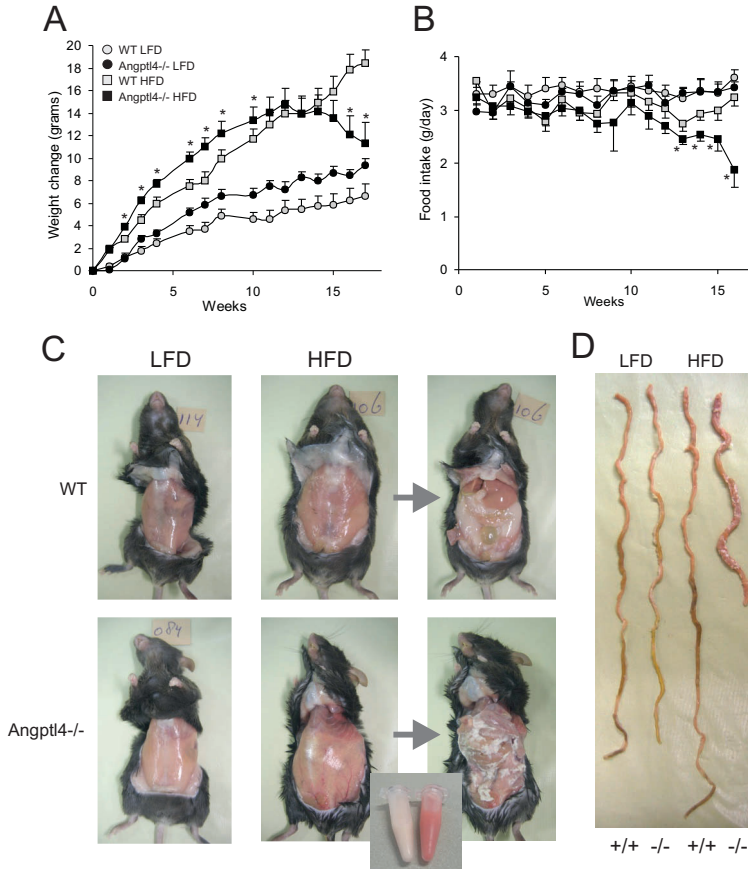 A
Weight change (grams)
20
18
16
14
12
10
8
6
4
2
0
WT LFD
Angptl4-/- LFD
WT HFD
Angptl4-/- HFD
* * * * * * * * * *
0 5 10 15
Weeks
B
Food intake (g/day)
4
3
2
1
0
* * * *
0 5 10 15
Weeks
C
LFD HFD
WT
114
106
106
Angptl4-/-
084
D
LFD HFD
+/+ -/- +/+ -/-